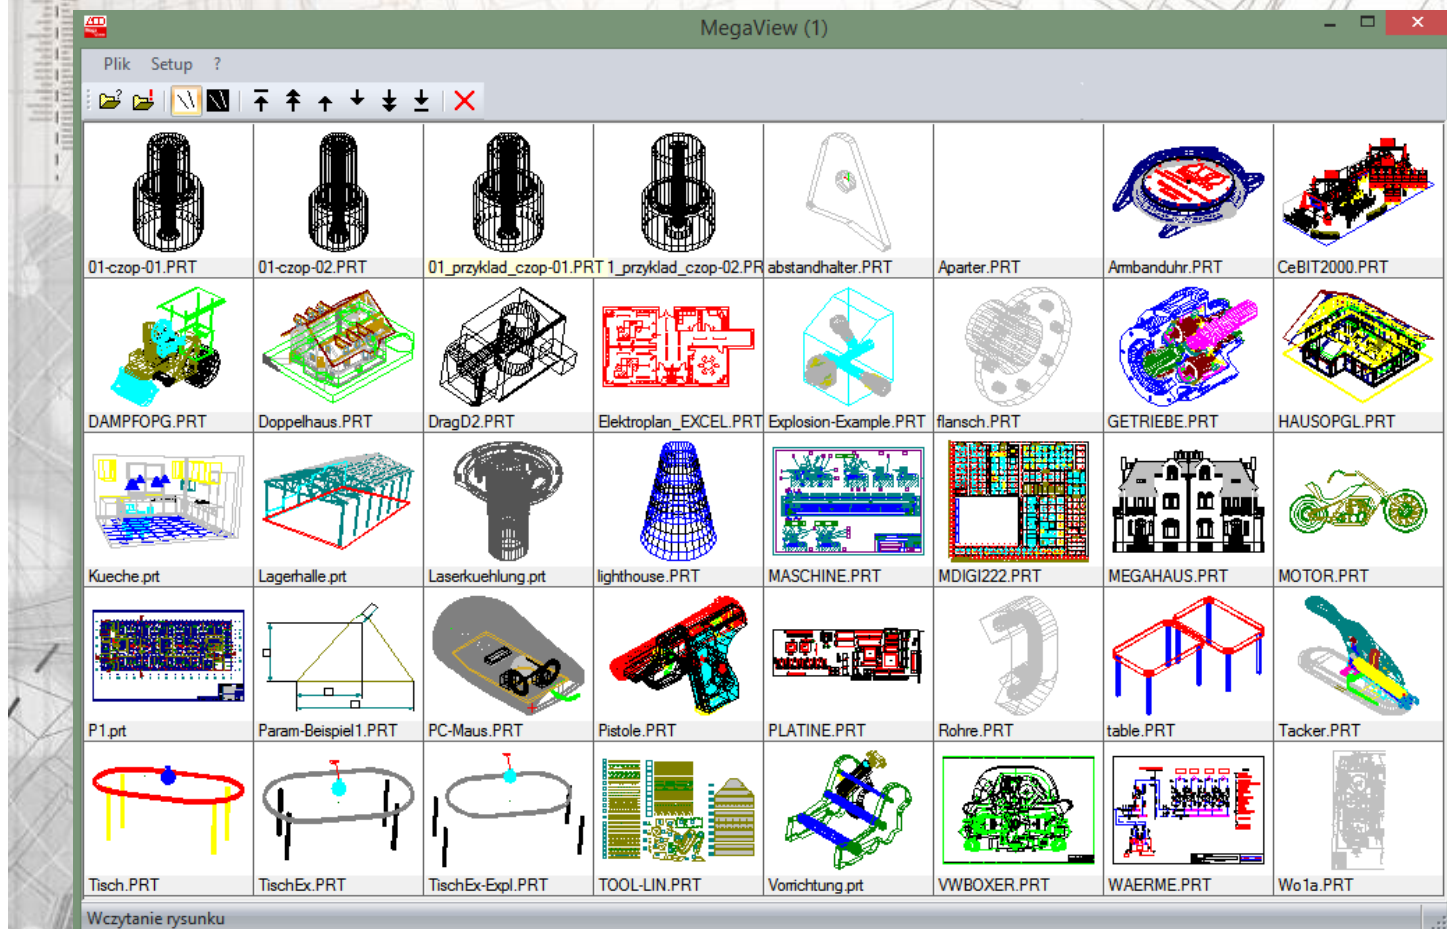 MegaView (1)
Plik Setup ?
01-czop-01.PRT 01-czop-02.PRT 01_przyklad_czop-01.PRT 1_przyklad_czop-02.PR abstandhalter.PRT Aparter.PRT Armbanduhr.PRT CeBIT2000.PRT
DAMPFOPG.PRT Doppelhaus.PRT DragD2.PRT Elektroplan_EXCEL.PRT Explosion-Example.PRT flansch.PRT GETRIEBE.PRT HAUSOPGL.PRT
Kueche.prt Lagerhalle.prt Laserkuehlung.prt lighthouse.PRT MASCHINE.PRT MDIGI222.PRT MEGAHAUS.PRT MOTOR.PRT
P1.prt Param-Beispiel1.PRT PC-Maus.PRT Pistole.PRT PLATINE.PRT Rohre.PRT table.PRT Tacker.PRT
Tisch.PRT TischEx.PRT TischEx-Expl.PRT TOOL-LIN.PRT Vorrichtung.prt VWBOXER.PRT WAERME.PRT Wo1a.PRT
Wczytanie rysunku